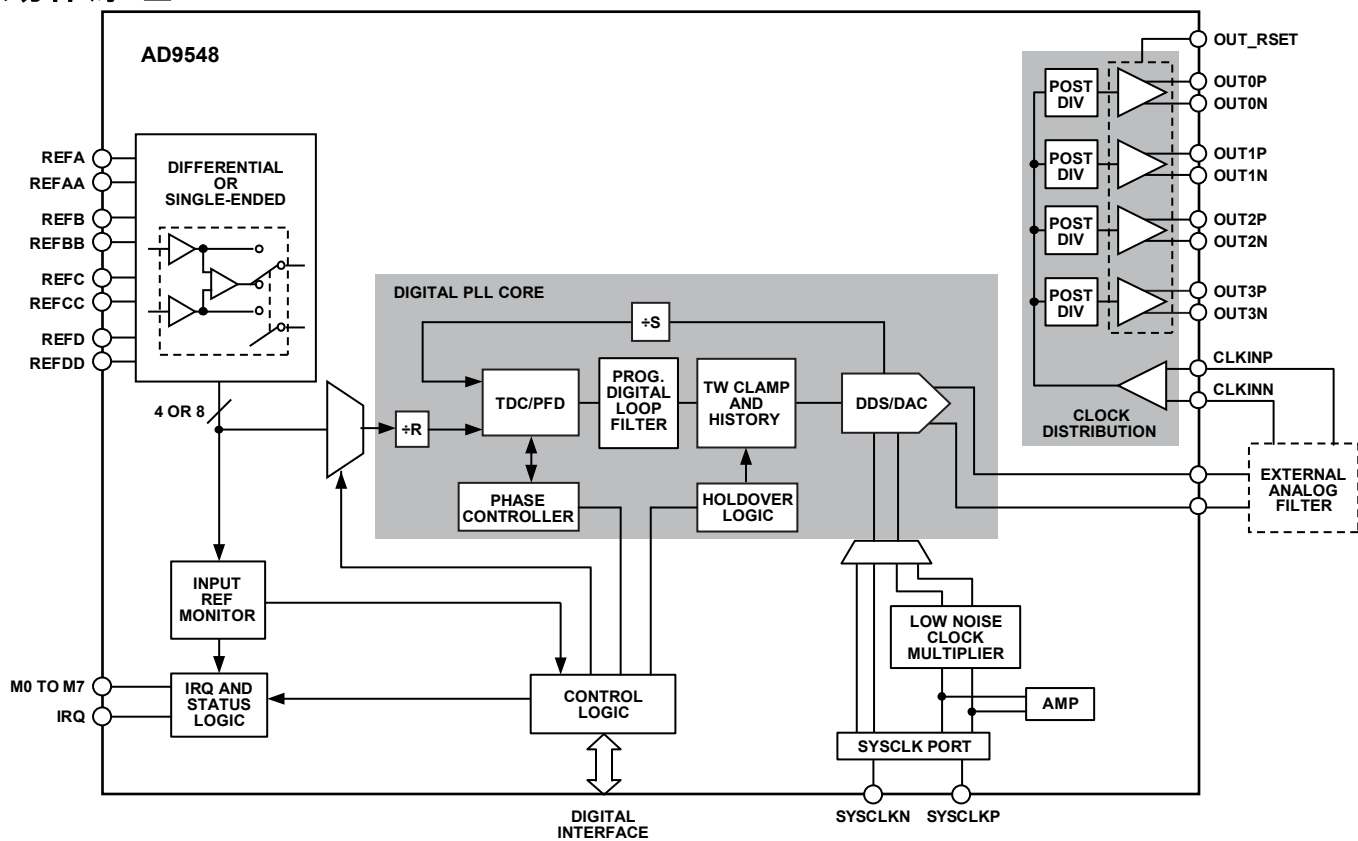 AD9548
OUT_RSET
POST
DIV
OUT0P
OUT0N
POST
DIV
OUT1P
OUT1N
POST
DIV
OUT2P
OUT2N
POST
DIV
OUT3P
OUT3N
CLKINP
CLKINN
CLOCK
DISTRIBUTION
EXTERNAL
ANALOG
FILTER
REFA
REFAA
REFB
REFBB
REFC
REFCC
REFD
REFDD
DIFFERENTIAL
OR
SINGLE-ENDED
4 OR 8
DIGITAL PLL CORE
÷S
÷R
TDC/PFD
PROG.
DIGITAL
LOOP
FILTER
TW CLAMP
AND
HISTORY
DDS/DAC
PHASE
CONTROLLER
HOLDOVER
LOGIC
INPUT
REF
MONITOR
LOW NOISE
CLOCK
MULTIPLIER
AMP
M0 TO M7
IRQ
IRQ AND
STATUS
LOGIC
CONTROL
LOGIC
SYSCLK PORT
DIGITAL
INTERFACE
SYSCLKN
SYSCLKP